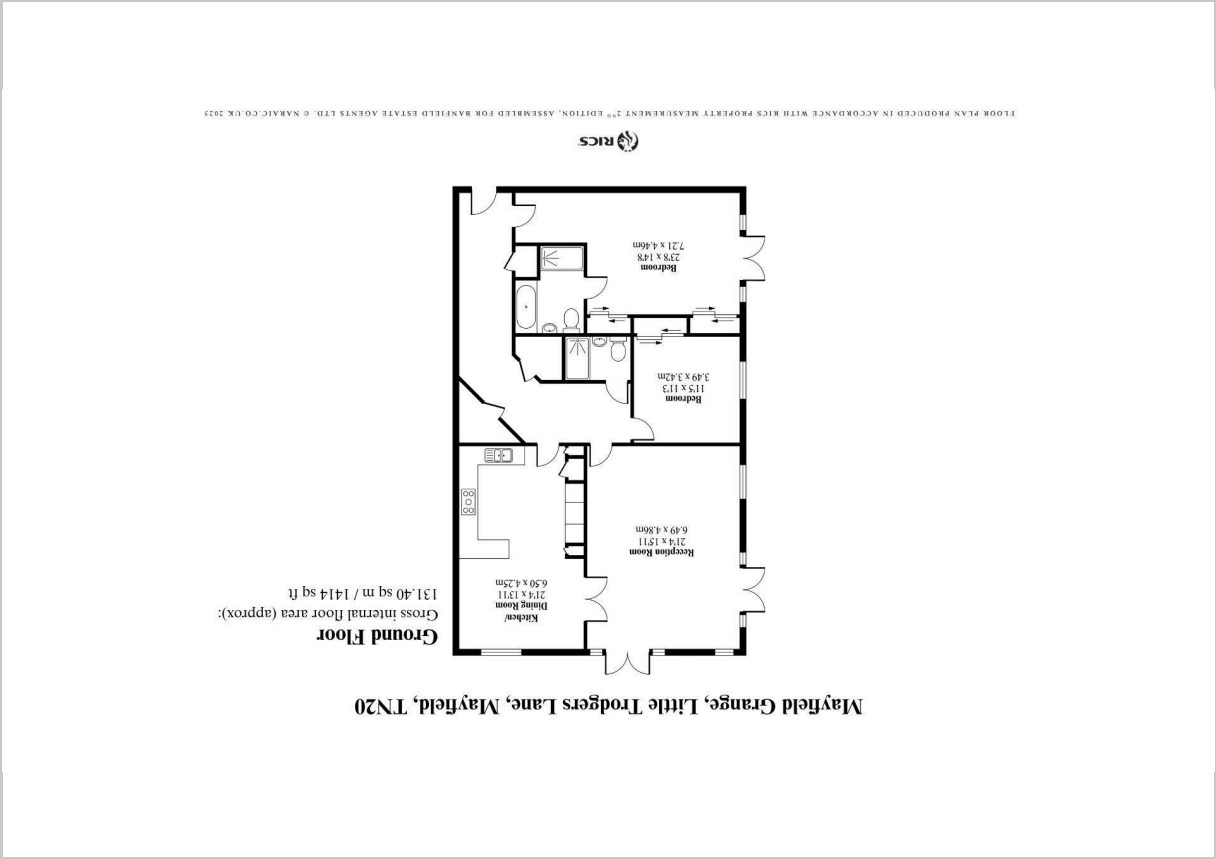 Mayfield Grange, Little Trodgers Lane, Mayfield, TN20
Ground Floor
Gross internal floor area (approx):
131.40 sq m / 1414 sq ft
Kitchen/
Dining Room
21'4 x 13'11
6.50 x 4.25m
Reception Room
21'4 x 15'11
6.49 x 4.86m
Bedroom
11'5 x 11'3
3.49 x 3.42m
Bedroom
23'8 x 14'8
7.21 x 4.46m
RICS
FLOOR PLAN PRODUCED IN ACCORDANCE WITH RICS PROPERTY MEASUREMENT 2ND EDITION. ASSEMBLED FOR BANFIELD ESTATE AGENTS LTD. © NARAIC.CO.UK 2025